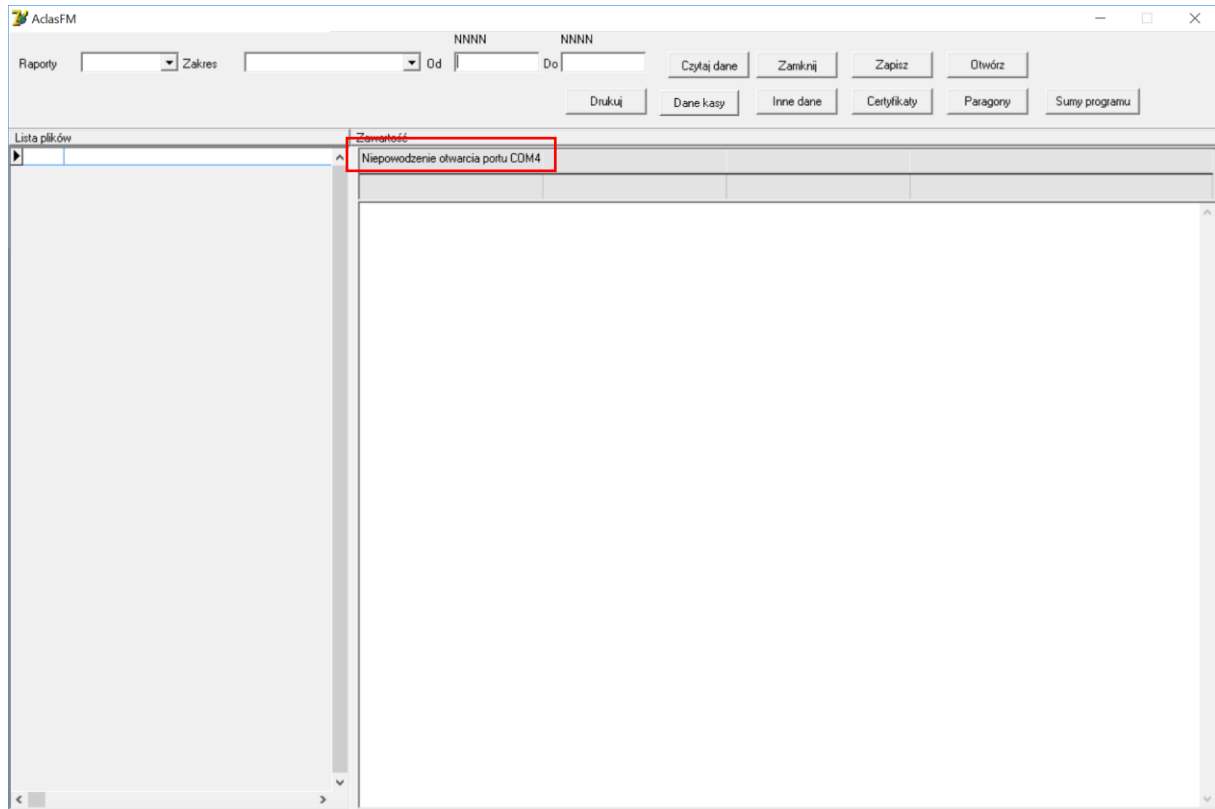 AclasFM
NNNN NNNN
Raporty Zakres Od Do Czytaj dane Zamknij Zapisz Otwórz
Drukuj Dane kasy Inne dane Certyfikaty Paragony Sumy programu
Lista plików Zawartość
Niepowodzenie otwarcia portu COM4